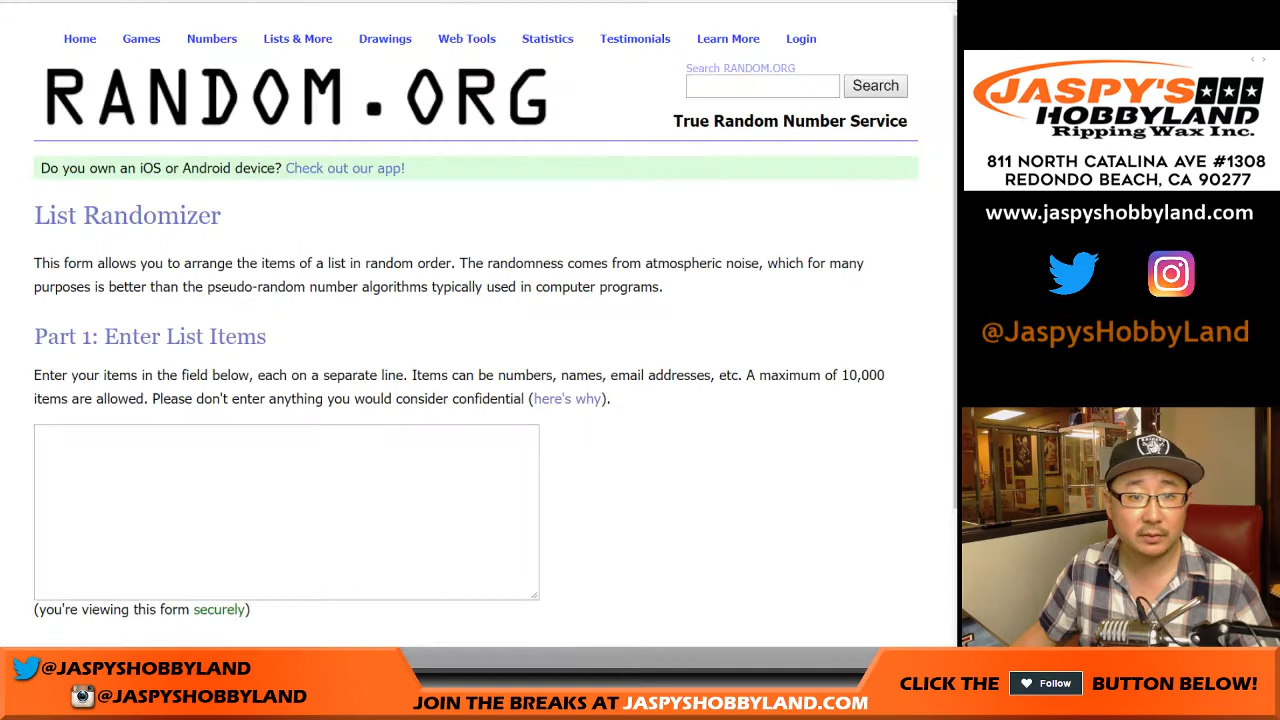 Home Games Numbers Lists & More Drawings Web Tools Statistics Testimonials Learn More Login
RANDOM.ORG
Search RANDOM.ORG
Search
True Random Number Service
Do you own an iOS or Android device? Check out our app!
List Randomizer
This form allows you to arrange the items of a list in random order. The randomness comes from atmospheric noise, which for many
purposes is better than the pseudo-random number algorithms typically used in computer programs.
Part 1: Enter List Items
Enter your items in the field below, each on a separate line. Items can be numbers, names, email addresses, etc. A maximum of 10,000
items are allowed. Please don't enter anything you would consider confidential (here's why).
(you're viewing this form securely)
JASPY'S
HOBBYLAND
Ripping Wax Inc.
811 NORTH CATALINA AVE #1308
REDONDO BEACH, CA 90277
www.jaspyshobbyland.com
@JaspysHobbyLand
@JASPYSHOBBYLAND
@JASPYSHOBBYLAND
JOIN THE BREAKS AT JASPYSHOBBYLAND.COM
CLICK THE Follow BUTTON BELOW!